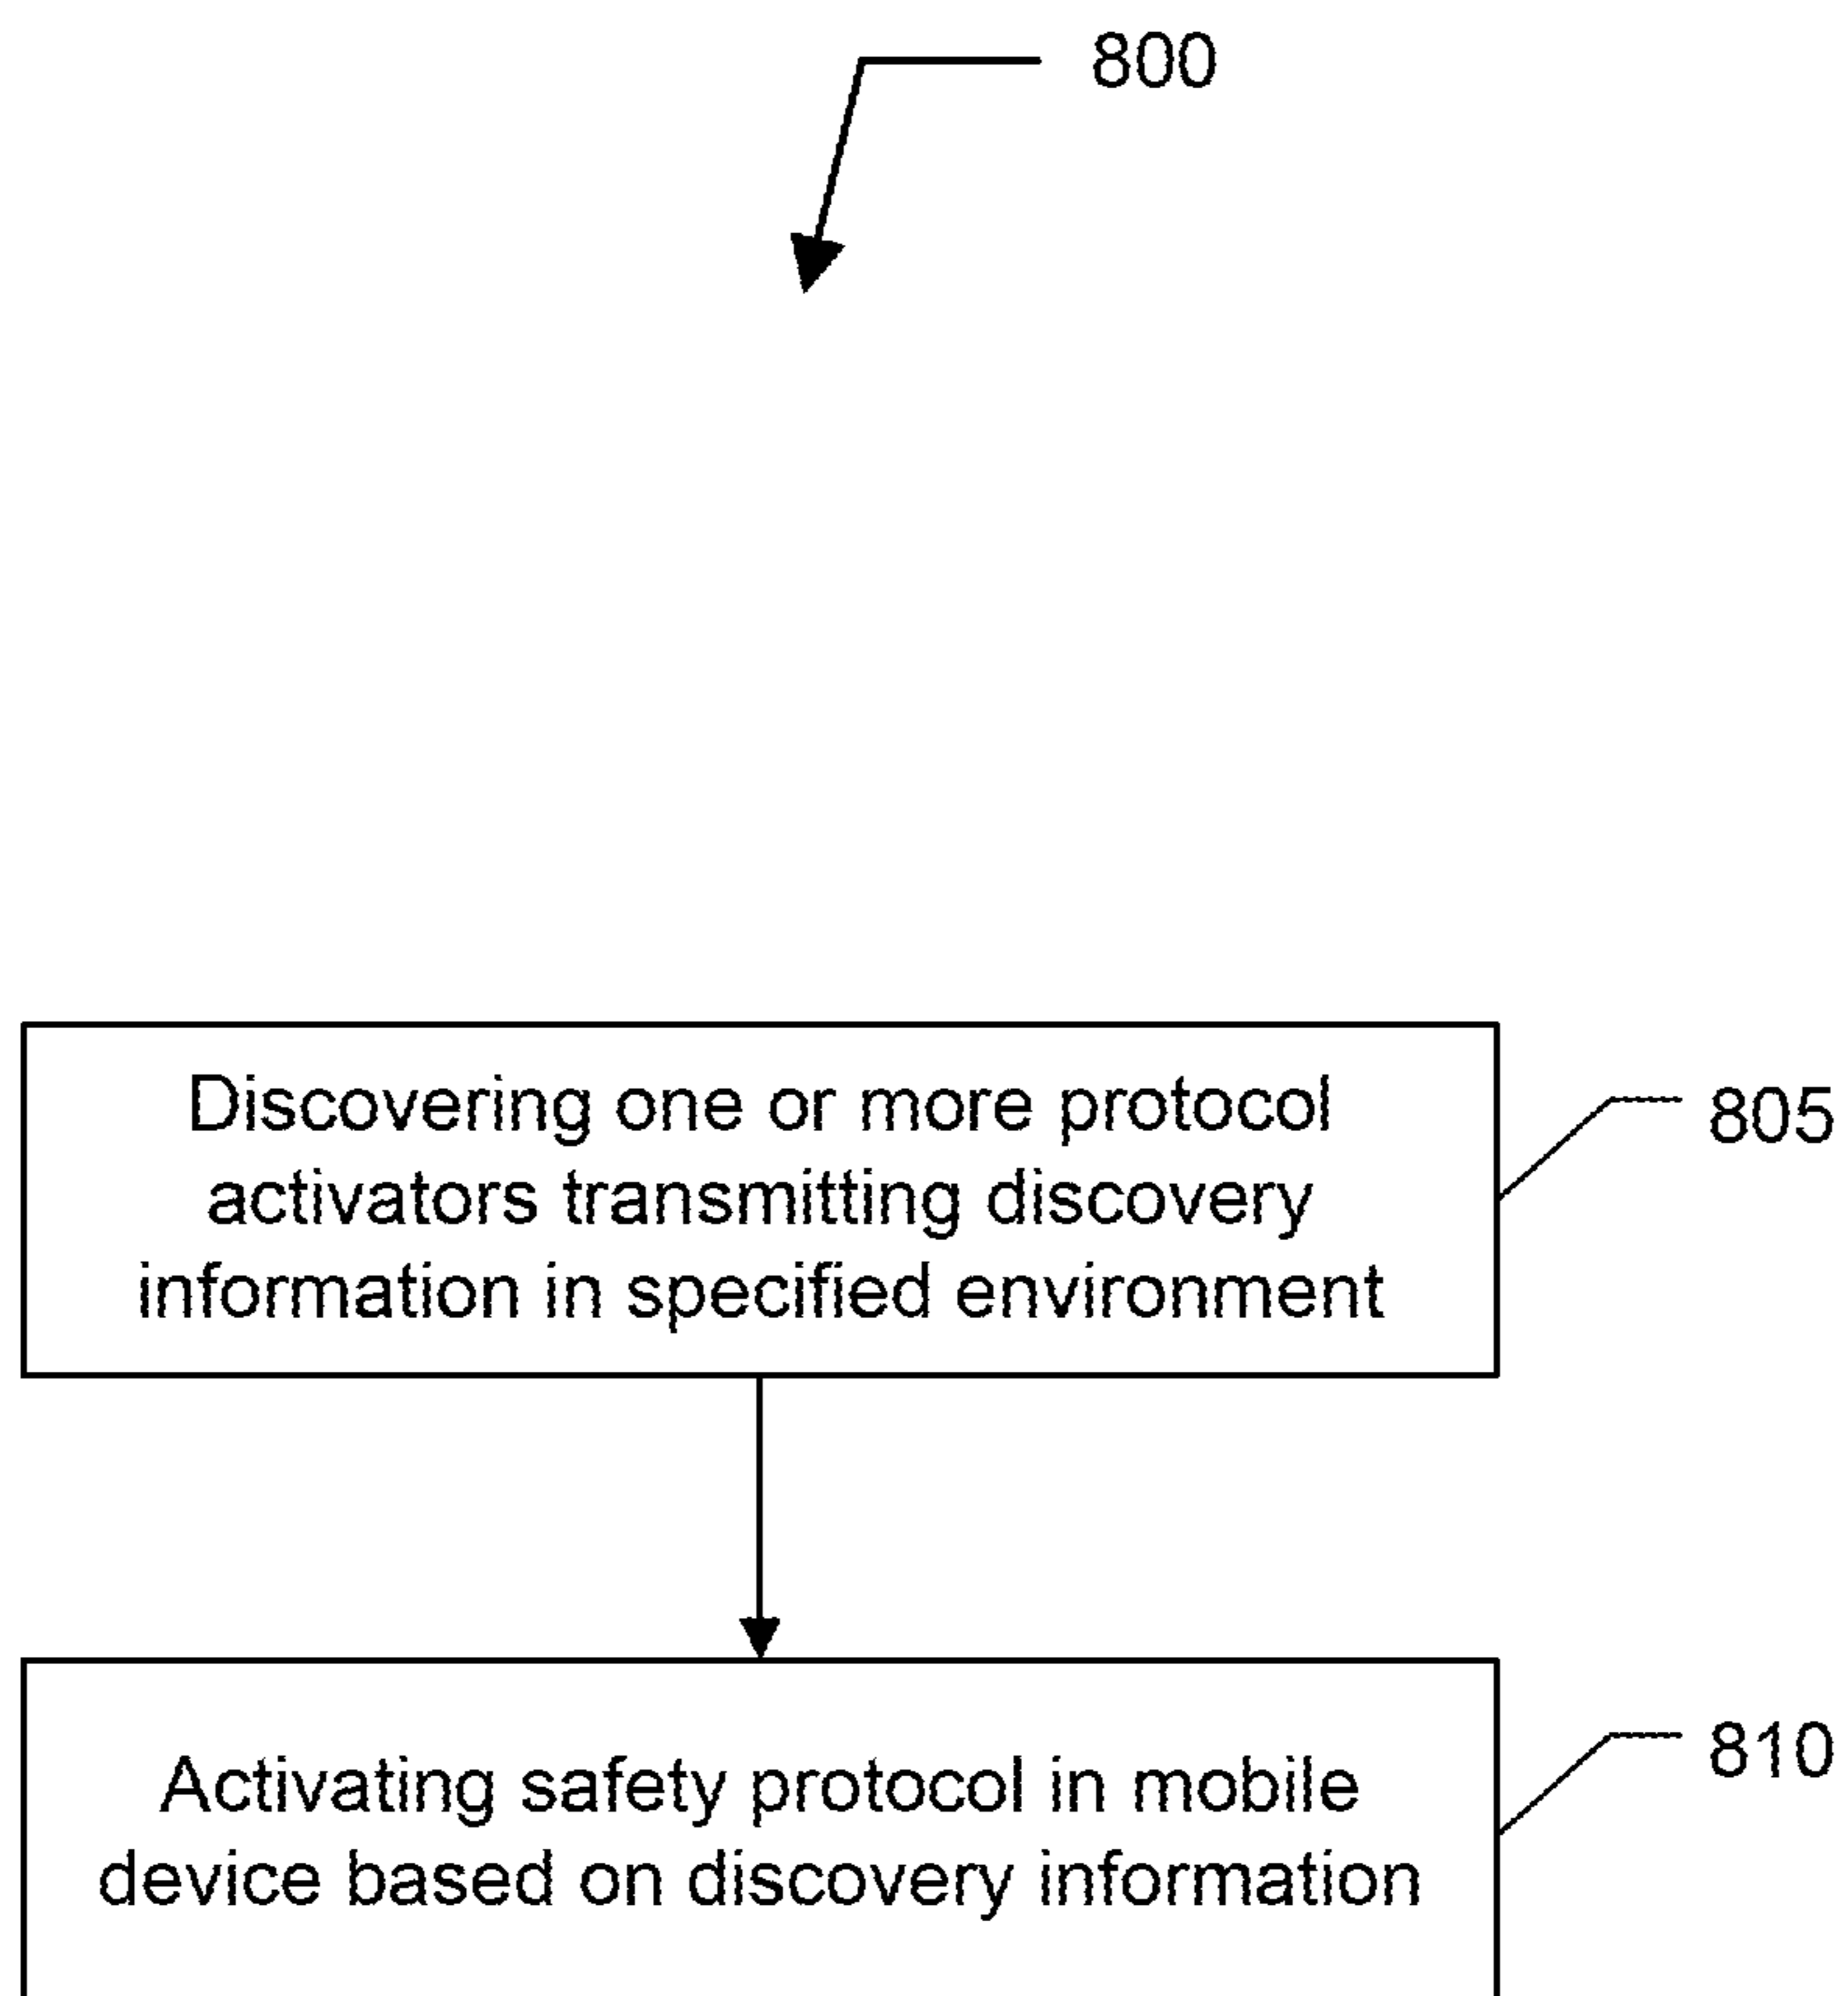 800
Discovering one or more protocol
activators transmitting discovery
information in specified environment
805
Activating safety protocol in mobile
device based on discovery information
810